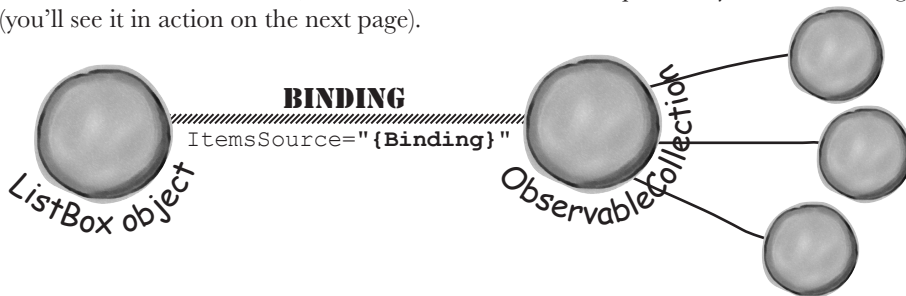 (you'll see it in action on the next page).
BINDING
ItemsSource="{Binding}"
ListBox object
ObservableCollection